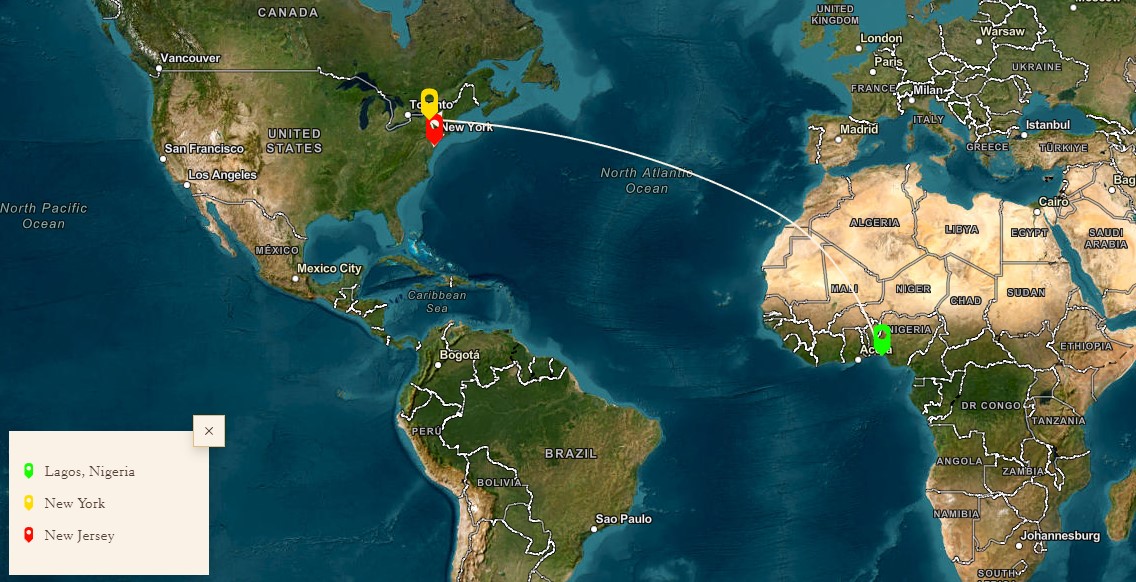 CANADA
UNITED
KINGDOM
London
Warsaw
Vancouver
Paris
UKRAINE
FRANCE
Milan
Toronto
New York
UNITED
STATES
Madrid
ITALY
Istanbul
GREECE
TÜRKIYE
San Francisco
Los Angeles
North Atlantic
Ocean
Cairo
North Pacific
Ocean
ALGERIA
LIBYA
EGYPT
SAUDI
ARABIA
MÉXICO
Mexico City
MALI
NIGER
CHAD
SUDAN
Caribbean
Sea
NIGERIA
Accra
ETHIOPIA
Bogotá
DR CONGO
TANZANIA
PERÚ
BRAZIL
ANGOLA
ZAMBIA
BOLIVIA
NAMIBIA
Sao Paulo
Johannesburg
SOUTH
Lagos, Nigeria
New York
New Jersey